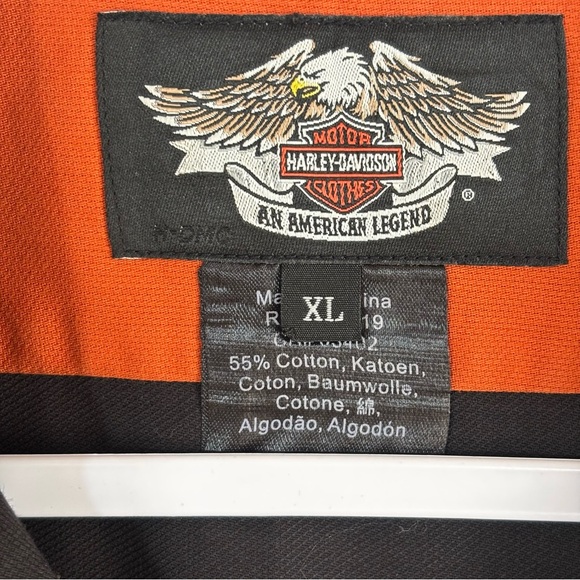 MOTOR
HARLEY-DAVIDSON
CLOTHES
AN AMERICAN LEGEND
®
XL
55% Cotton, Katoen,
Coton, Baumwolle,
Cotone, 綿,
Algodão, Algodón